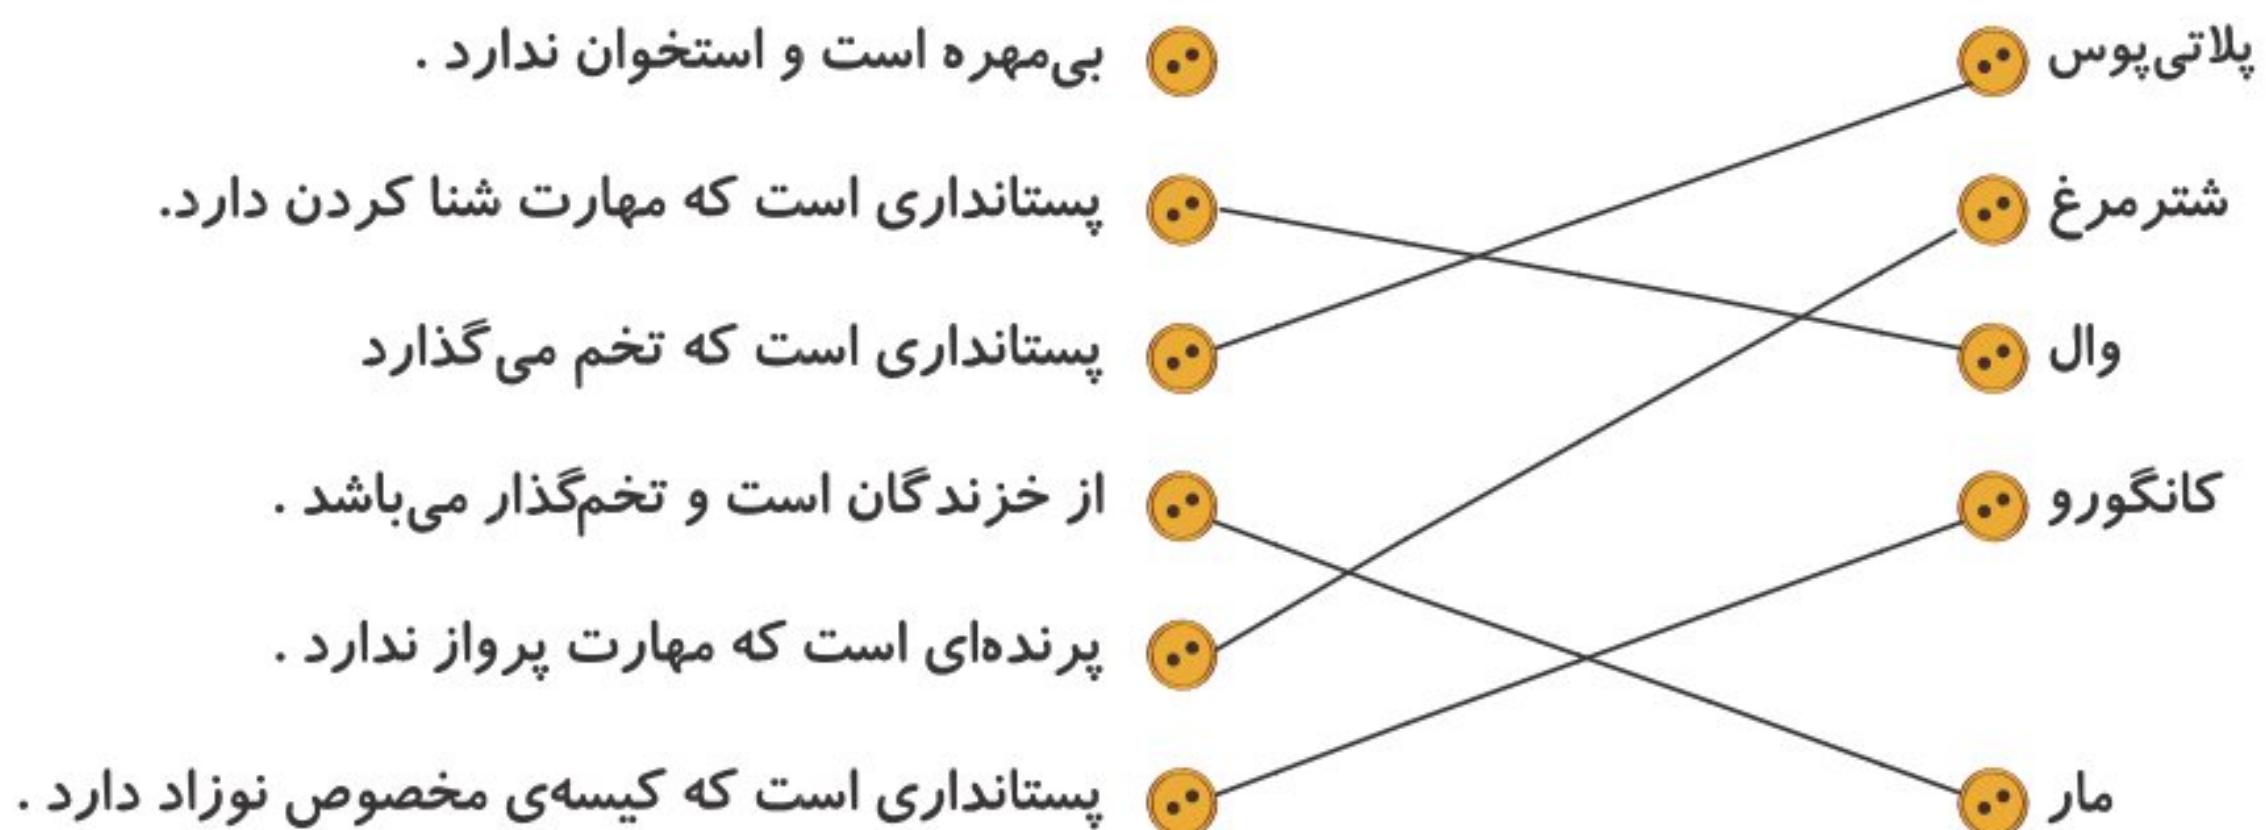 پلاتی‌پوس
بی‌مهره است و استخوان ندارد .
شترمرغ
پستانداری است که مهارت شنا کردن دارد.
وال
پستانداری است که تخم می‌گذارد
کانگورو
از خزندگان است و تخم‌گذار می‌باشد .
پرنده‌ای است که مهارت پرواز ندارد .
مار
پستانداری است که کیسه‌ی مخصوص نوزاد دارد .